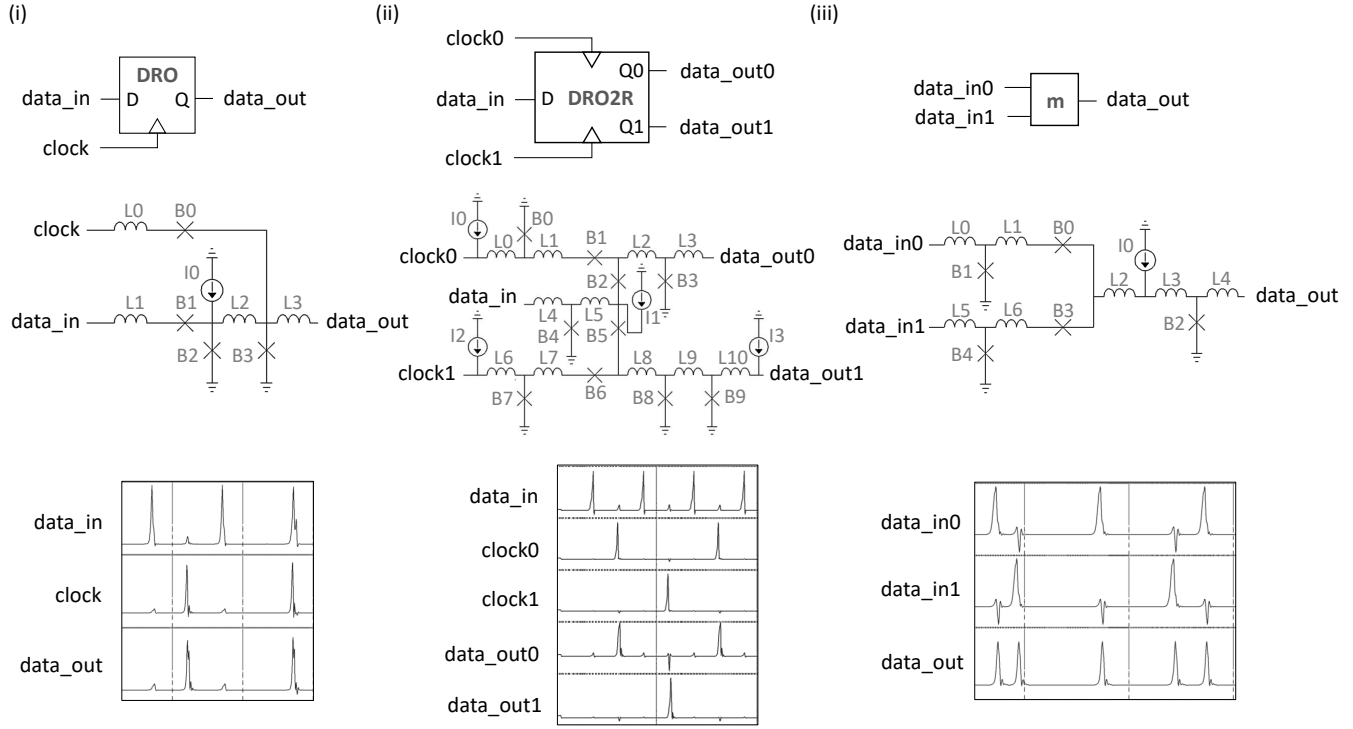 (i)
DRO
data_in
D
Q
data_out
clock
clock
L0
B0
I0
data_in
L1
B1
L2
L3
data_out
B2
B3
data_in
clock
data_out
(ii)
clock0
Q0
data_out0
data_in
D
DRO2R
Q1
data_out1
clock1
I0
B0
L0
L1
B1
L2
L3
clock0
data_out0
B2
B3
data_in
L4
L5
I1
B4
B5
I2
I3
L6
L7
L8
L9
L10
clock1
data_out1
B7
B6
B8
B9
data_in
clock0
clock1
data_out0
data_out1
(iii)
data_in0
data_in1
m
data_out
data_in0
L0
L1
B0
I0
B1
L2
L3
L4
data_out
data_in1
L5
L6
B3
B2
B4
data_in0
data_in1
data_out